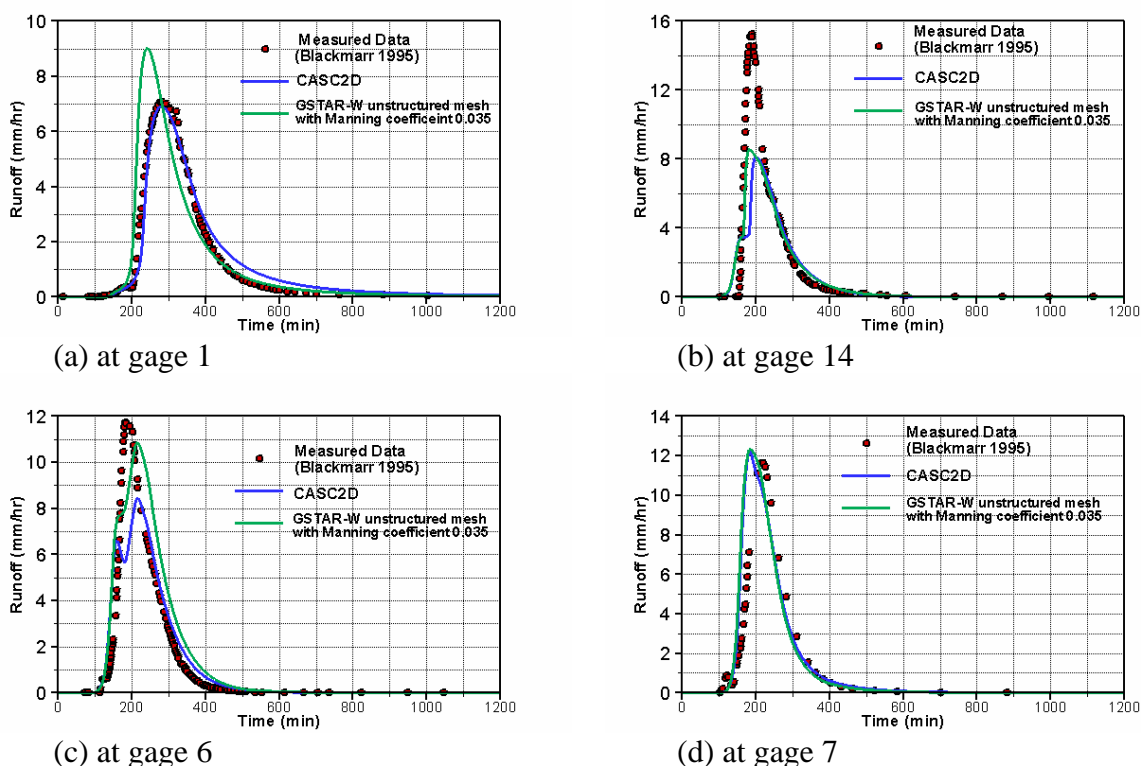 10
8
6
4
2
0
Runoff (mm/hr)
Measured Data
(Blackmarr 1995)
CASC2D
GSTAR-W unstructured mesh
with Manning coefficeint 0.035
0 200 400 600 800 1000 1200
Time (min)
(a) at gage 1
16
12
8
4
0
Runoff (mm/hr)
Measured Data
(Blackmarr 1995)
CASC2D
GSTAR-W unstructured mesh
with Manning coefficeint 0.035
0 200 400 600 800 1000 1200
Time (min)
(b) at gage 14
12
10
8
6
4
2
0
Runoff (mm/hr)
Measured Data
(Blackmarr 1995)
CASC2D
GSTAR-W unstructured mesh
with Manning coefficient 0.035
0 200 400 600 800 1000 1200
Time (min)
(c) at gage 6
14
12
10
8
6
4
2
0
Runoff (mm/hr)
Measured Data
(Blackmarr 1995)
CASC2D
GSTAR-W unstructured mesh
with Manning coefficient 0.035
0 200 400 600 800 1000 1200
Time (min)
(d) at gage 7